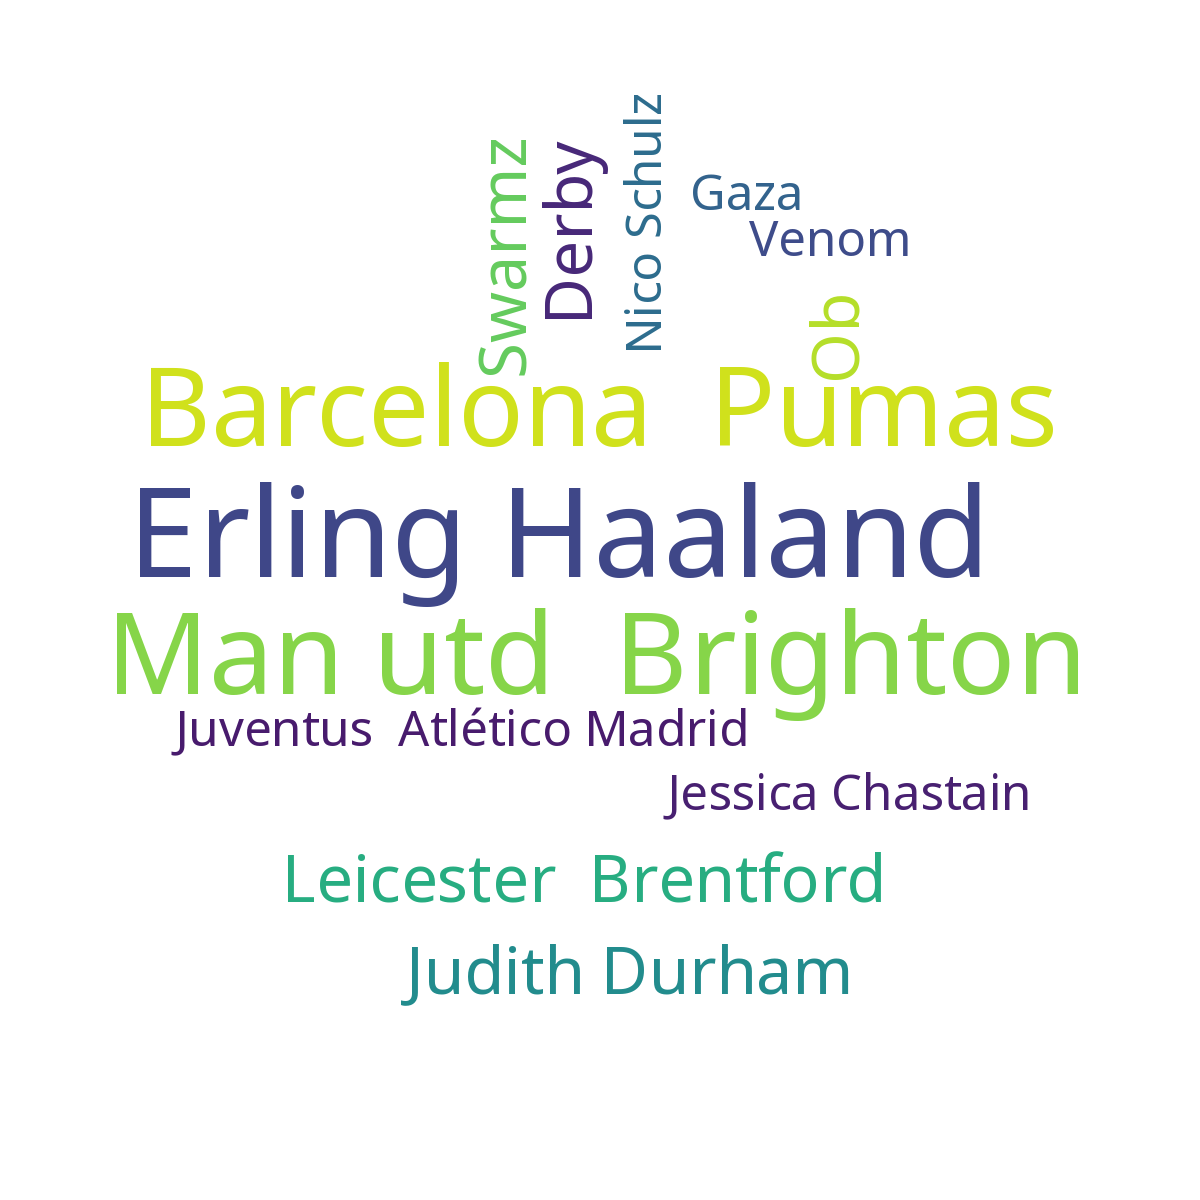 Swarmz
Derby
Nico Schulz
Gaza
Venom
Ob
Barcelona  Pumas
Erling Haaland
Man utd  Brighton
Juventus  Atlético Madrid
Jessica Chastain
Leicester  Brentford
Judith Durham